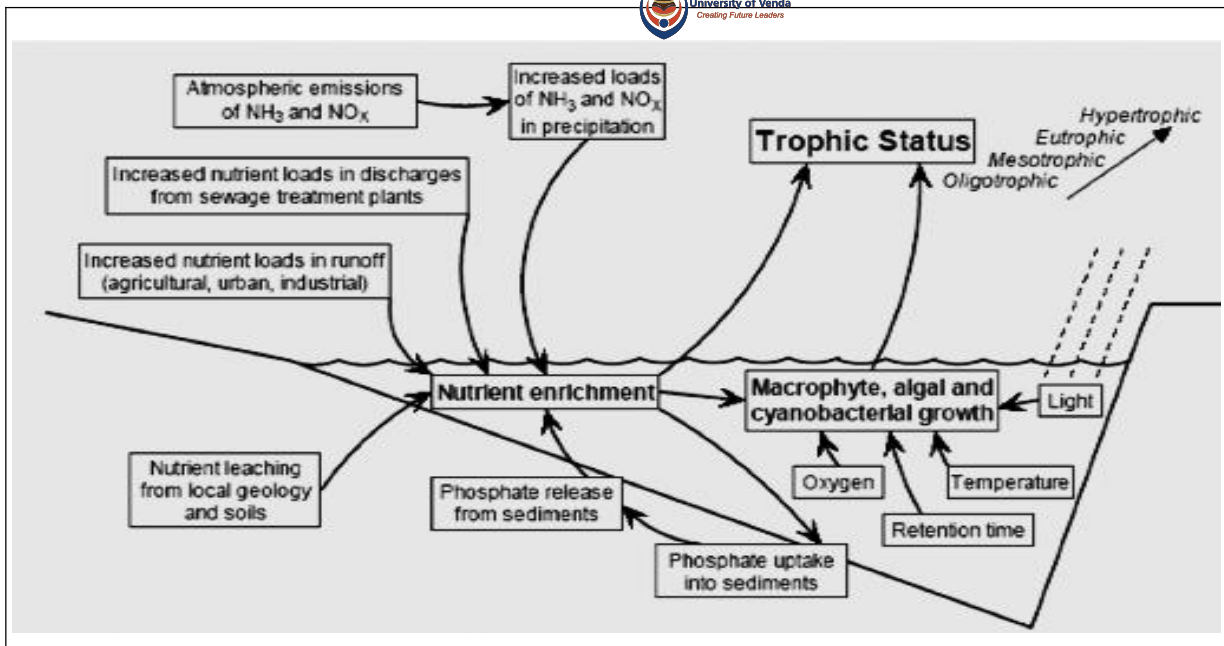 University of Venda
Creating Future Leaders
Atmospheric emissions
of NH₃ and NOₓ
Increased loads
of NH₃ and NOₓ
in precipitation
Increased nutrient loads in discharges
from sewage treatment plants
Increased nutrient loads in runoff
(agricultural, urban, industrial)
Trophic Status
Hypertrophic
Eutrophic
Mesotrophic
Oligotrophic
Nutrient enrichment
Macrophyte, algal and
cyanobacterial growth
Light
Oxygen
Temperature
Retention time
Nutrient leaching
from local geology
and soils
Phosphate release
from sediments
Phosphate uptake
into sediments